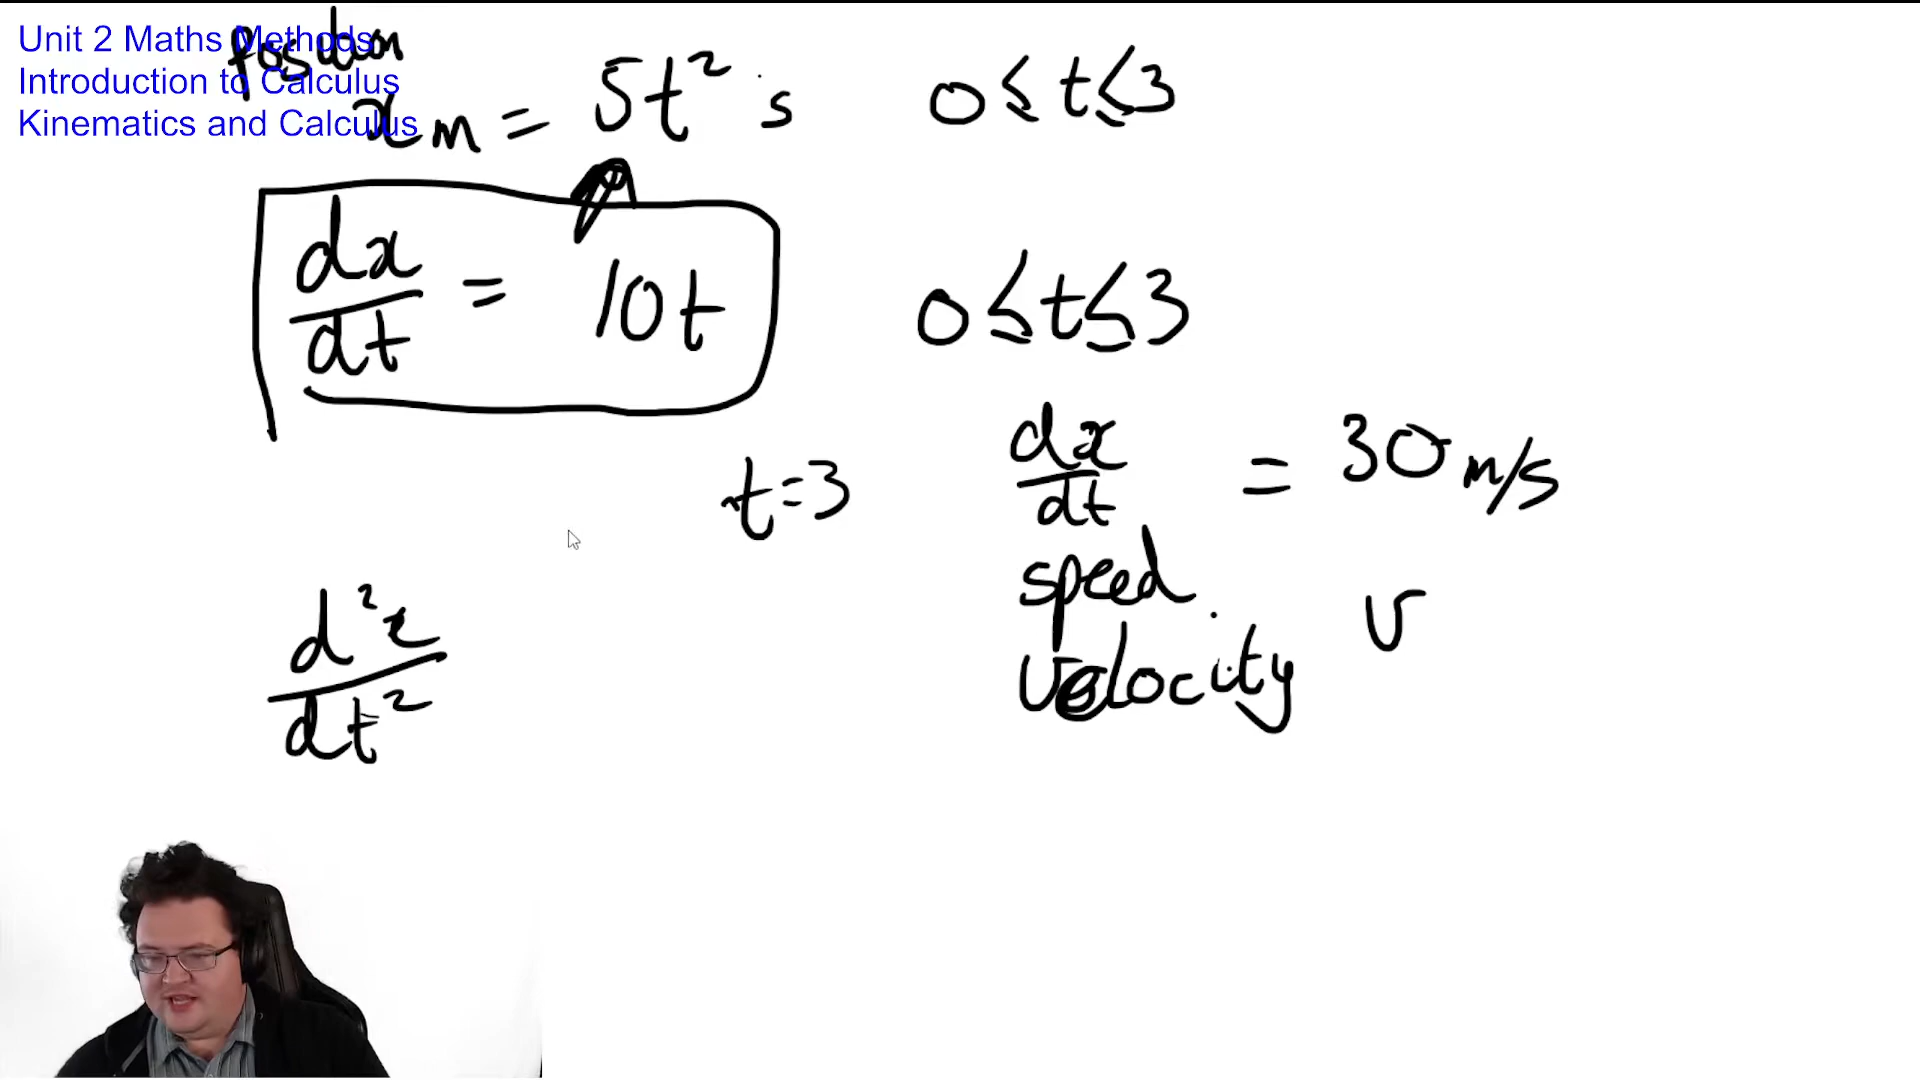 Unit 2 Maths Methods
Introduction to Calculus
Kinematics and Calculus
position
x m = 5t² s 0 ≤ t ≤ 3
dx/dt = 10t 0 ≤ t ≤ 3
t=3 dx/dt = 30 m/s
speed
velocity v
d²x/dt²